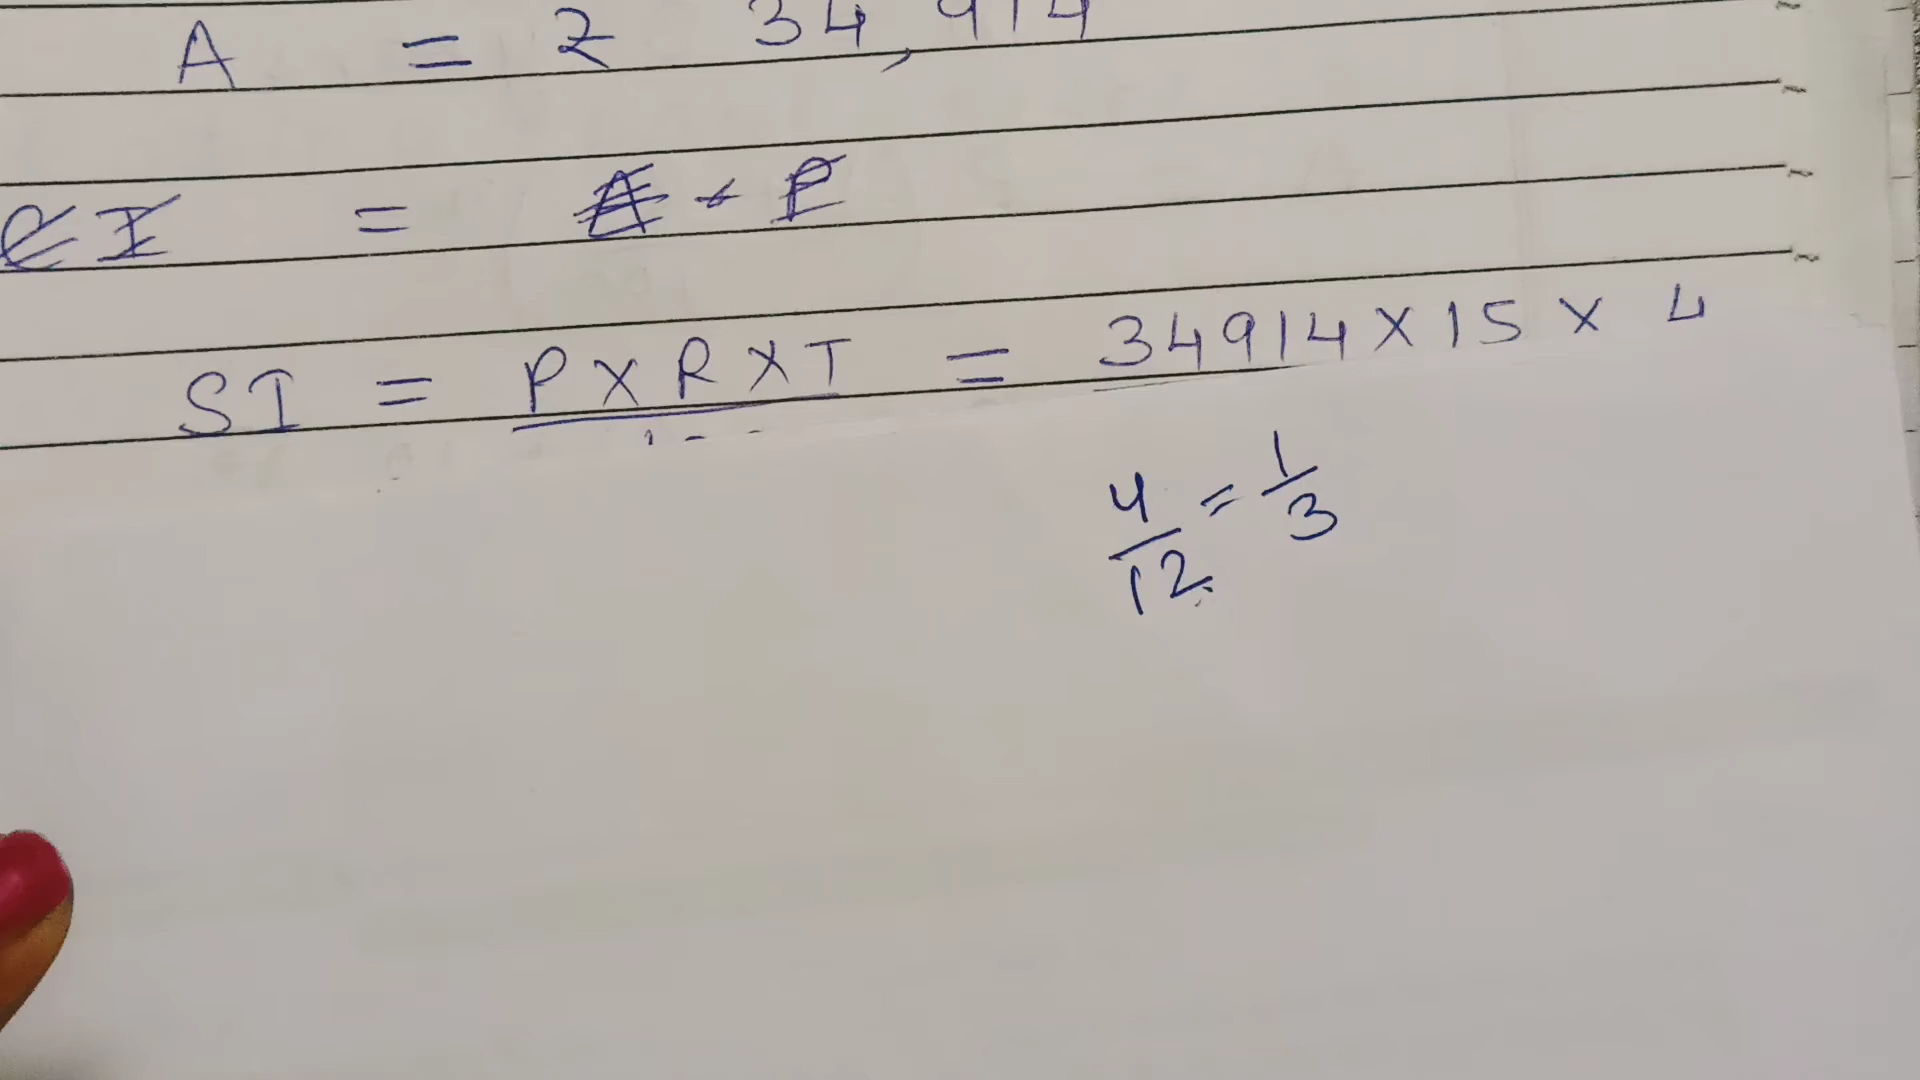 A = ₹ 34,914
CI = A - P
SI = P X R X T = 34914 X 15 X 4
4/12 = 1/3